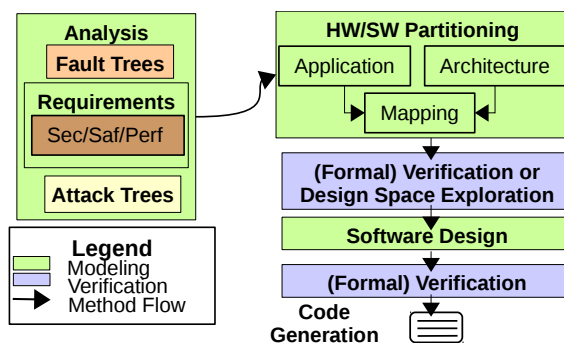 Analysis
Fault Trees
Requirements
Sec/Saf/Perf
Attack Trees
Legend
Modeling
Verification
Method Flow
HW/SW Partitioning
Application
Architecture
Mapping
(Formal) Verification or
Design Space Exploration
Software Design
(Formal) Verification
Code
Generation